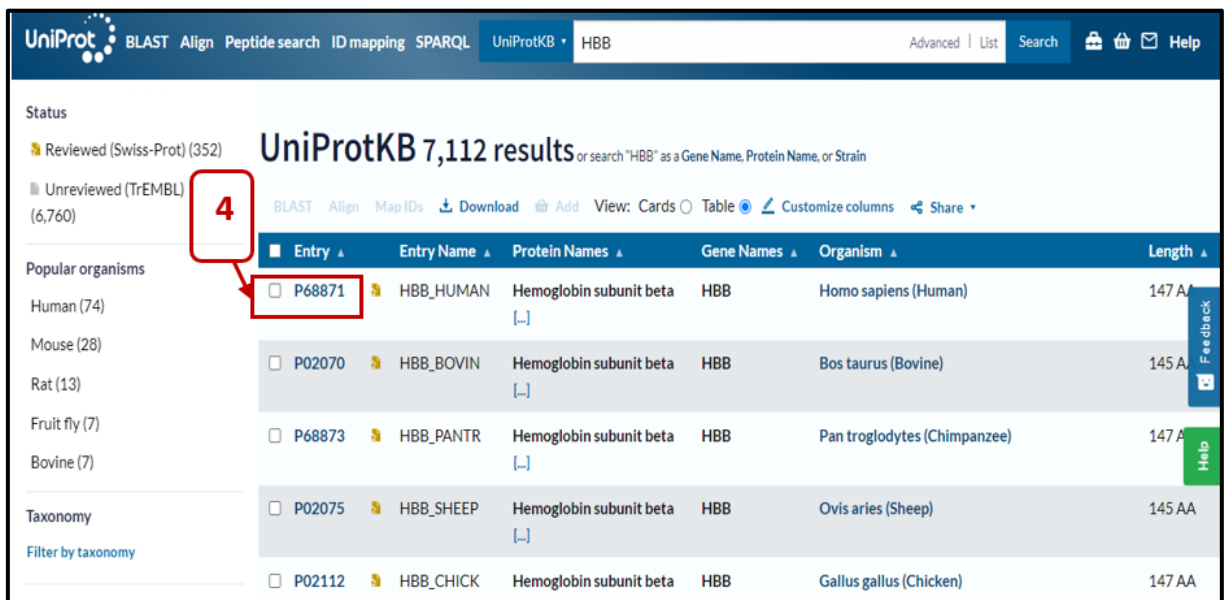 UniProt BLAST Align Peptide search ID mapping SPARQL UniProtKB HBB Advanced | List Search Help
Status
Reviewed (Swiss-Prot) (352)
Unreviewed (TrEMBL)
(6,760)
Popular organisms
Human (74)
Mouse (28)
Rat (13)
Fruit fly (7)
Bovine (7)
Taxonomy
Filter by taxonomy
4
UniProtKB 7,112 results or search "HBB" as a Gene Name, Protein Name, or Strain
BLAST Align Map IDs Download Add View: Cards Table Customize columns Share
Entry Entry Name Protein Names Gene Names Organism Length
P68871 HBB_HUMAN Hemoglobin subunit beta HBB Homo sapiens (Human) 147
[...]
P02070 HBB_BOVIN Hemoglobin subunit beta HBB Bos taurus (Bovine) 145
[...]
P68873 HBB_PANTR Hemoglobin subunit beta HBB Pan troglodytes (Chimpanzee) 147
[...]
P02075 HBB_SHEEP Hemoglobin subunit beta HBB Ovis aries (Sheep) 145 AA
[...]
P02112 HBB_CHICK Hemoglobin subunit beta HBB Gallus gallus (Chicken) 147 AA
Feedback
Help